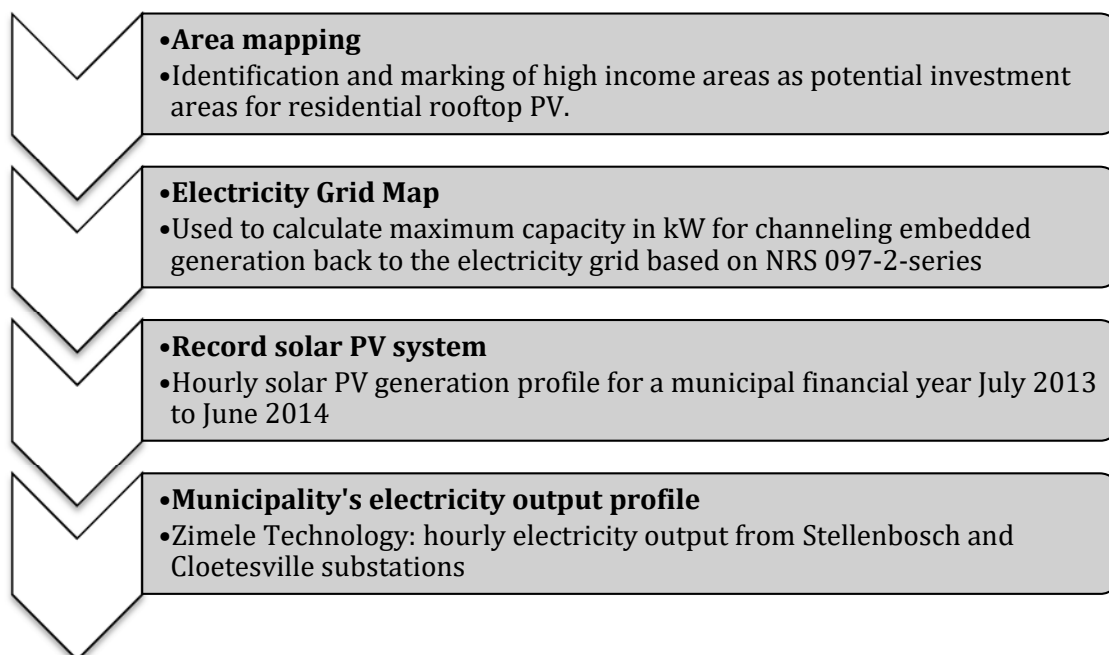 •Area mapping
•Identification and marking of high income areas as potential investment
areas for residential rooftop PV.
•Electricity Grid Map
•Used to calculate maximum capacity in kW for channeling embedded
generation back to the electricity grid based on NRS 097-2-series
•Record solar PV system
•Hourly solar PV generation profile for a municipal financial year July 2013
to June 2014
•Municipality's electricity output profile
•Zimele Technology: hourly electricity output from Stellenbosch and
Cloetesville substations